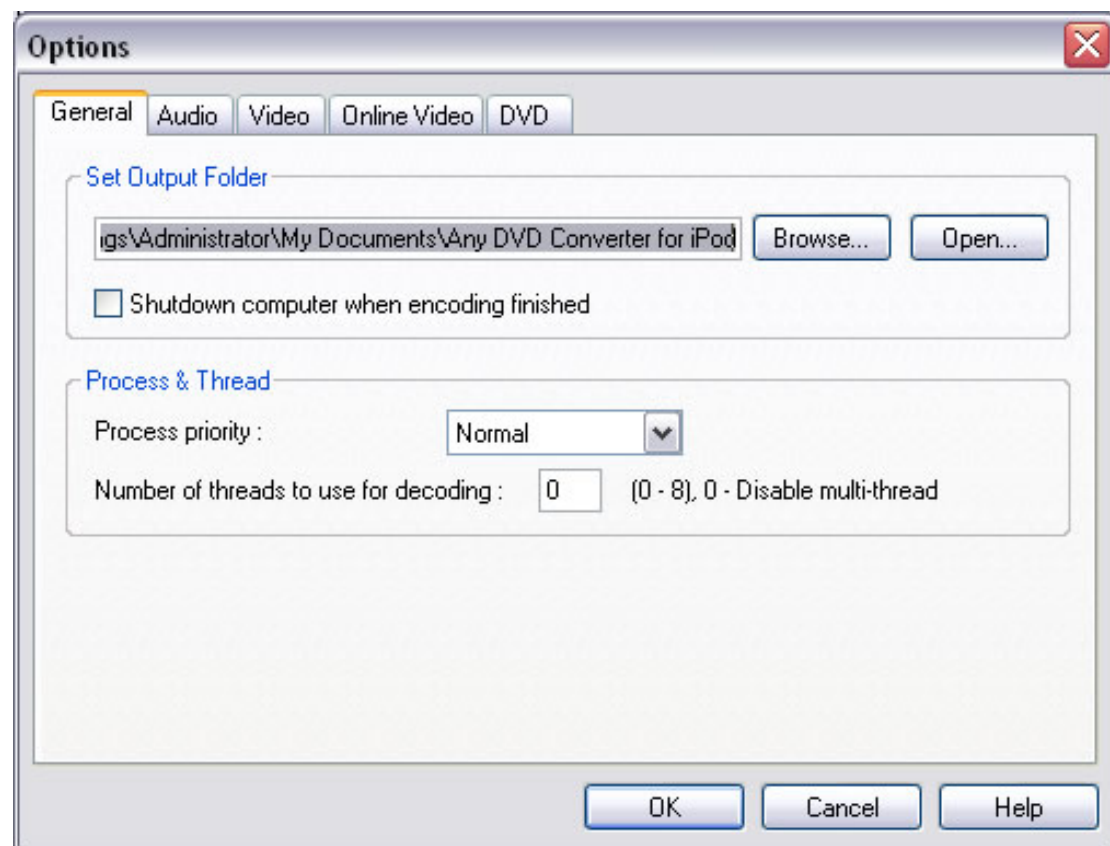 Options
General Audio Video Online Video DVD
Set Output Folder
gs\Administrator\My Documents\Any DVD Converter for iPod Browse... Open...
Shutdown computer when encoding finished
Process & Thread
Process priority : Normal
Number of threads to use for decoding : 0 (0 - 8), 0 - Disable multi-thread
OK Cancel Help